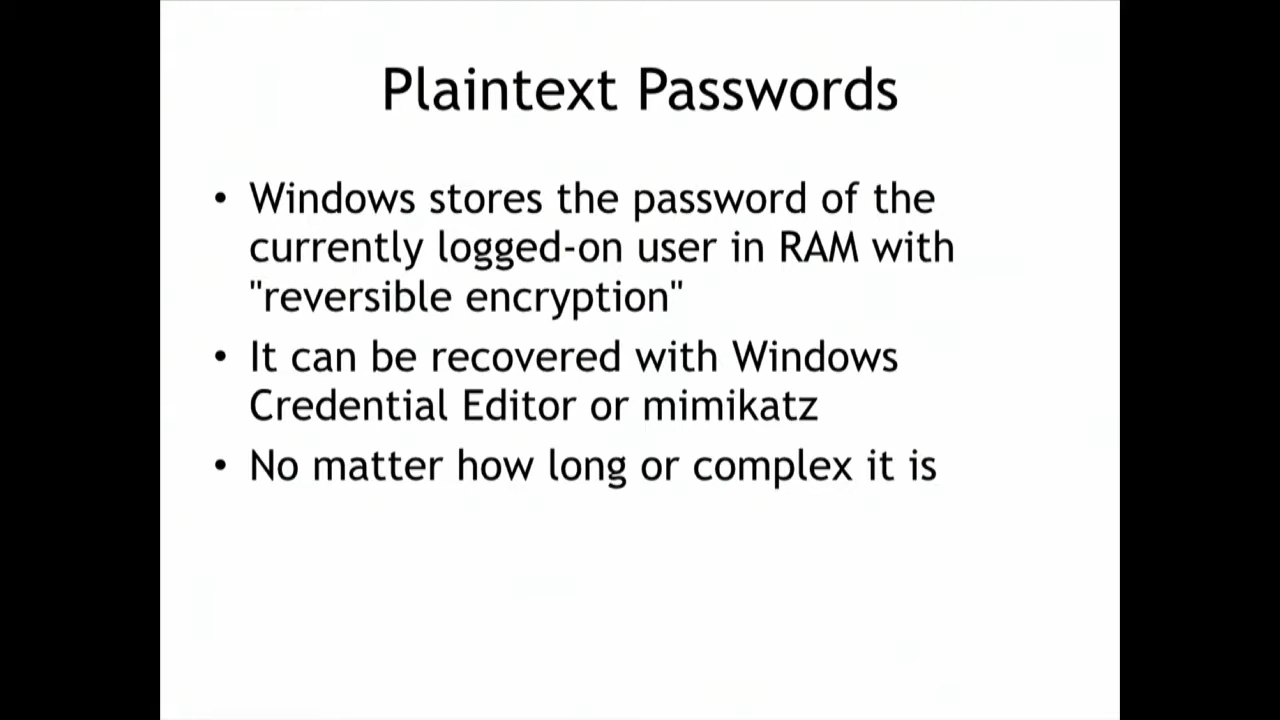 Plaintext Passwords
• Windows stores the password of the
currently logged-on user in RAM with
"reversible encryption"
• It can be recovered with Windows
Credential Editor or mimikatz
• No matter how long or complex it is